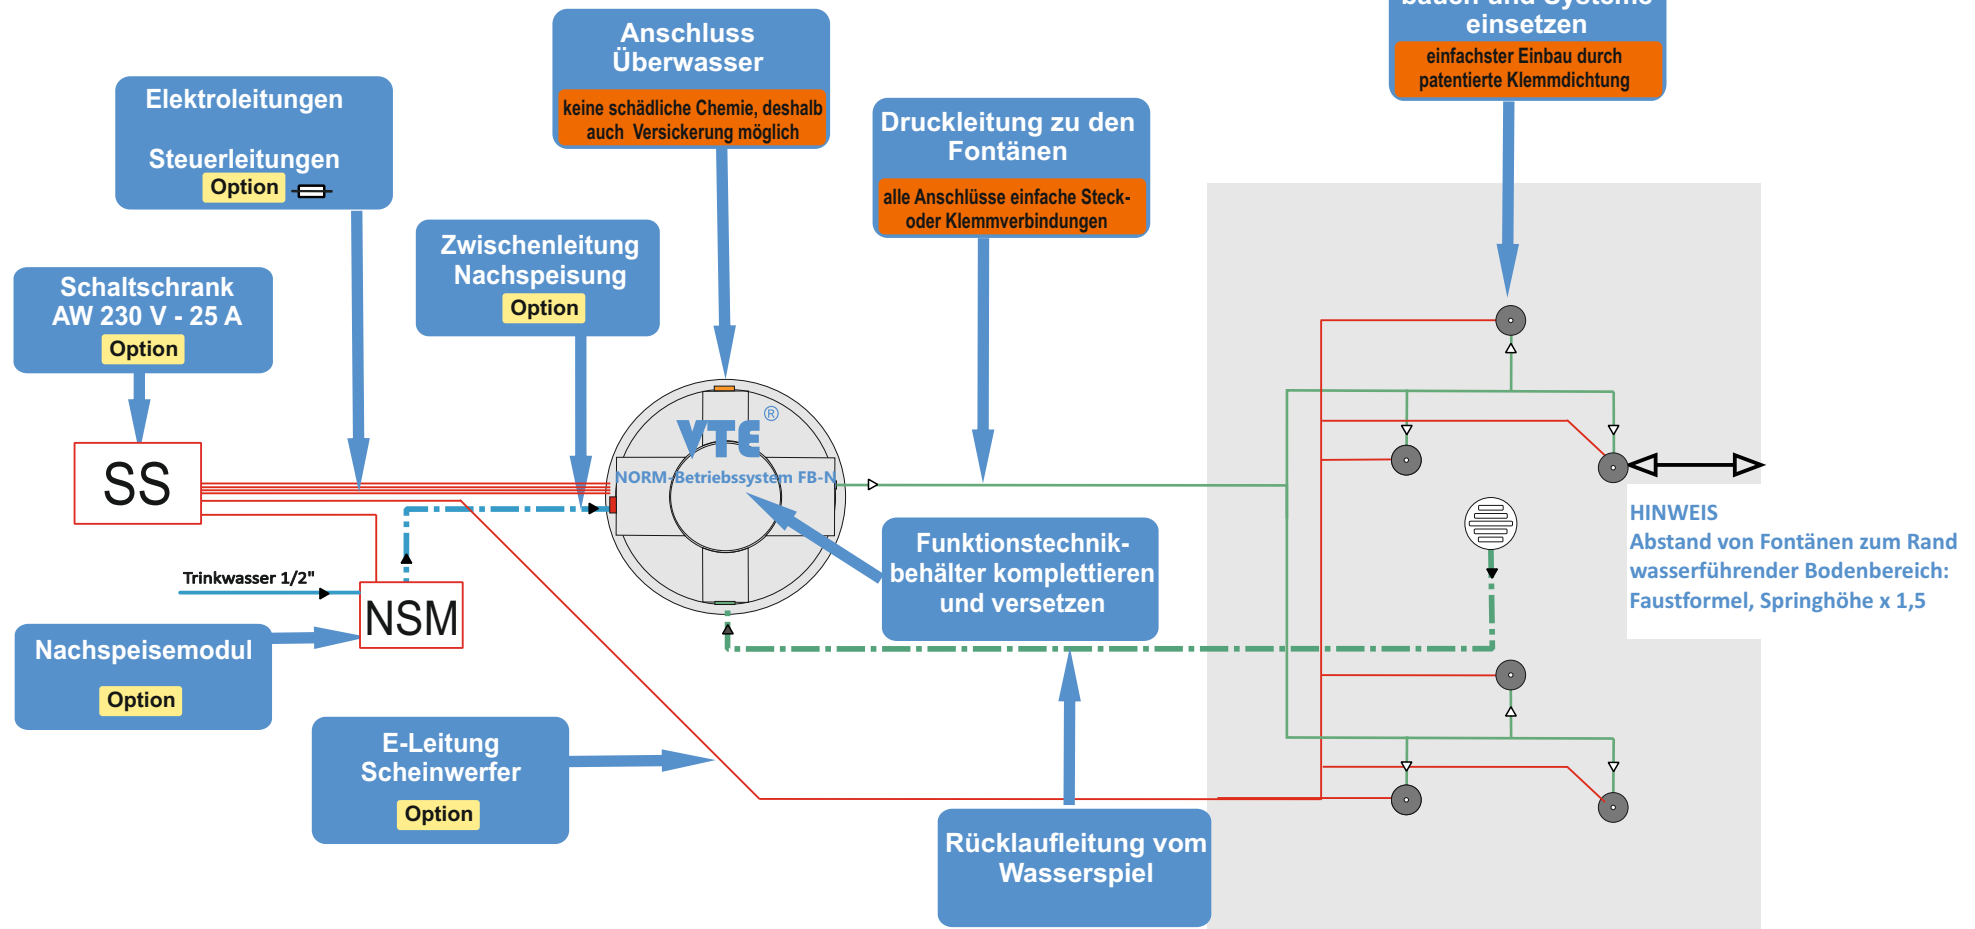 bauen und Systeme
einsetzen
einfachster Einbau durch
patentierte Klemmdichtung
Anschluss
Überwasser
keine schädliche Chemie, deshalb
auch Versickerung möglich
Elektroleitungen
Steuerleitungen
Option
Druckleitung zu den
Fontänen
alle Anschlüsse einfache Steck-
oder Klemmverbindungen
Zwischenleitung
Nachspeisung
Option
Schaltschrank
AW 230 V - 25 A
Option
VTE ®
NORM-Betriebssystem FB-N
SS
HINWEIS
Abstand von Fontänen zum Rand
wasserführender Bodenbereich:
Faustformel, Springhöhe x 1,5
Funktionstechnik-
behälter komplettieren
und versetzen
Trinkwasser 1/2"
NSM
Nachspeisemodul
Option
E-Leitung
Scheinwerfer
Option
Rücklaufleitung vom
Wasserspiel